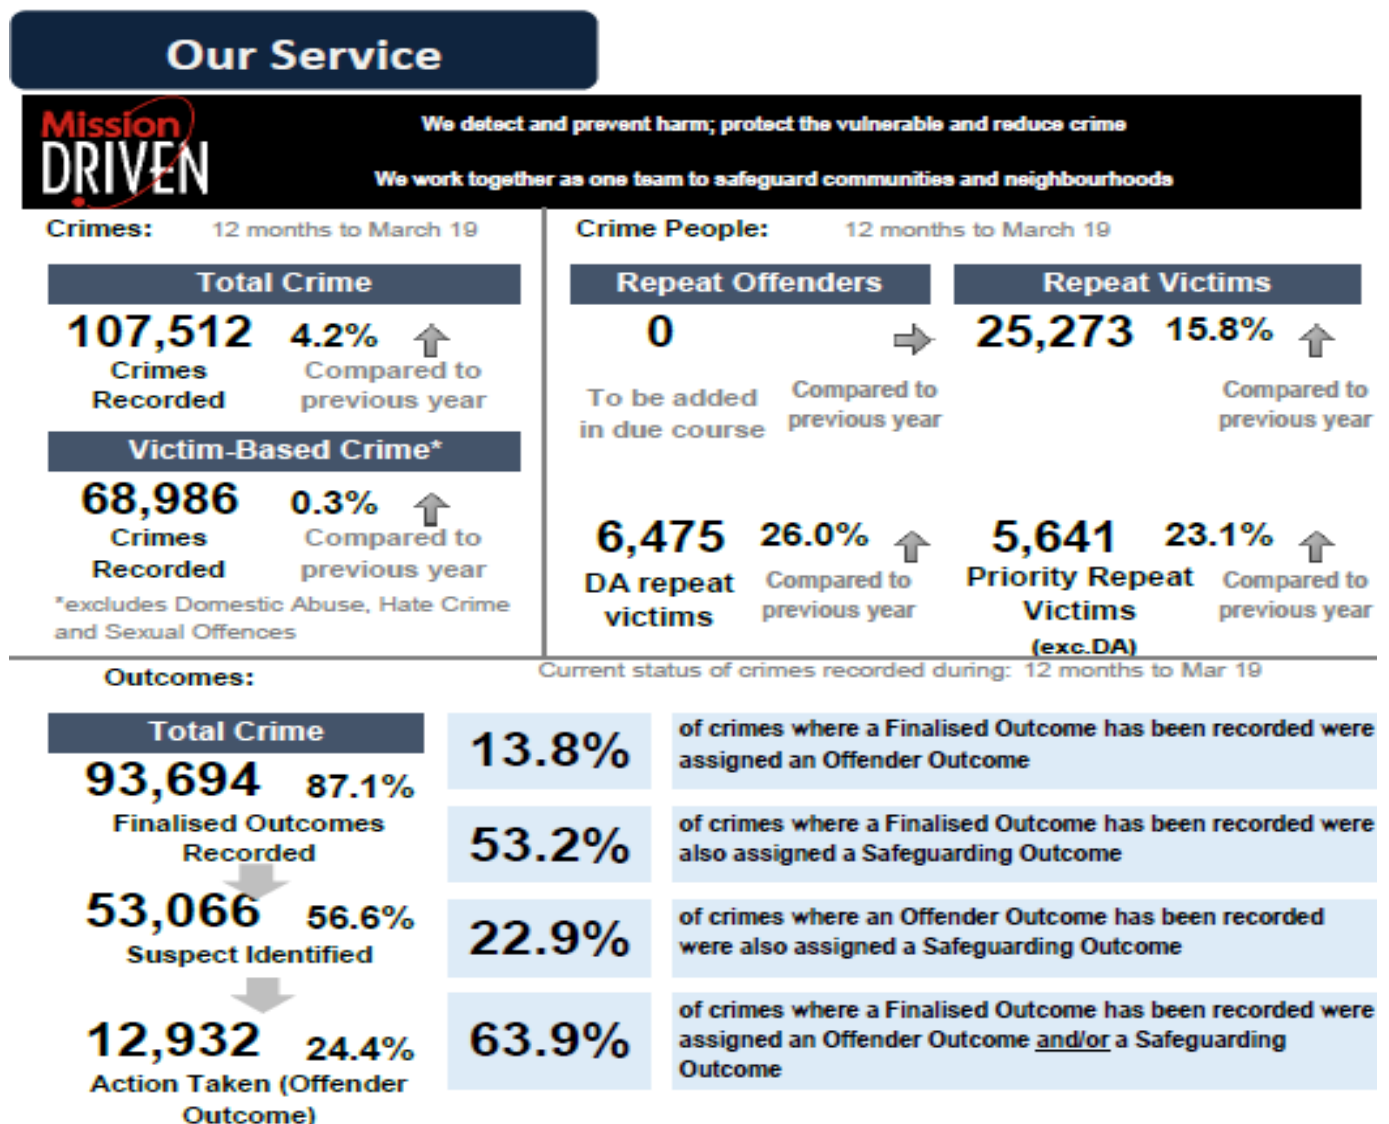 Our Service
Mission
DRIVEN
We detect and prevent harm; protect the vulnerable and reduce crime
We work together as one team to safeguard communities and neighbourhoods
Crimes: 12 months to March 19
Total Crime
107,512 4.2%
Crimes Compared to
Recorded previous year
Victim-Based Crime*
68,986 0.3%
Crimes Compared to
Recorded previous year
*excludes Domestic Abuse, Hate Crime
and Sexual Offences
Crime People: 12 months to March 19
Repeat Offenders
0
To be added
in due course
Compared to
previous year
Repeat Victims
25,273 15.8%
Compared to
previous year
6,475 26.0%
DA repeat
victims
Compared to
previous year
5,641 23.1%
Priority Repeat
Victims
(exc.DA)
Compared to
previous year
Outcomes:
Current status of crimes recorded during: 12 months to Mar 19
Total Crime
93,694 87.1%
Finalised Outcomes
Recorded
53,066 56.6%
Suspect Identified
12,932 24.4%
Action Taken (Offender
Outcome)
13.8%
of crimes where a Finalised Outcome has been recorded were
assigned an Offender Outcome
53.2%
of crimes where a Finalised Outcome has been recorded were
also assigned a Safeguarding Outcome
22.9%
of crimes where an Offender Outcome has been recorded
were also assigned a Safeguarding Outcome
63.9%
of crimes where a Finalised Outcome has been recorded were
assigned an Offender Outcome and/or a Safeguarding
Outcome